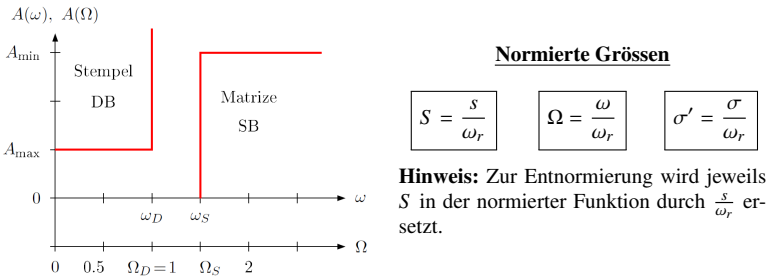 A(ω), A(Ω)
A_min
Stempel
DB
Matrize
SB
A_max
0
ω_D
ω_S
ω
Ω
0 0.5 Ω_D=1 Ω_S 2
Normierte Grössen
S = s/ω_r Ω = ω/ω_r σ′ = σ/ω_r
Hinweis: Zur Entnormierung wird jeweils
S in der normierter Funktion durch s/ω_r er-
setzt.